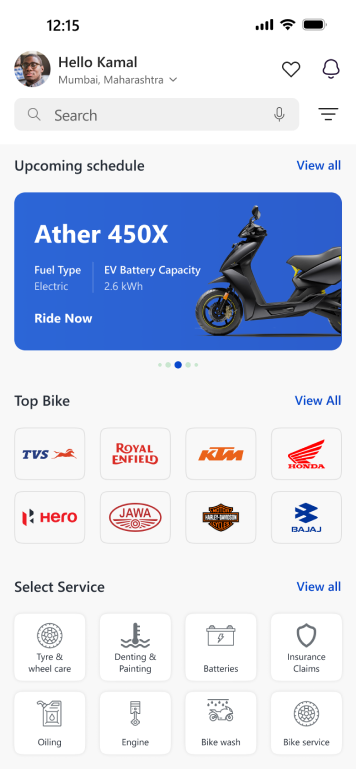 12:15
Hello Kamal
Mumbai, Maharashtra
Search
Upcoming schedule
View all
Ather 450X
Fuel Type
EV Battery Capacity
Electric
2.6 kWh
Ride Now
Top Bike
View All
TVS
ROYAL
ENFIELD
KTM
HONDA
Hero
JAWA
MOTOR
HARLEY-DAVIDSON
CYCLES
BAJAJ
Select Service
View all
Tyre &
wheel care
Denting &
Painting
Batteries
Insurance
Claims
Oiling
Engine
Bike wash
Bike service